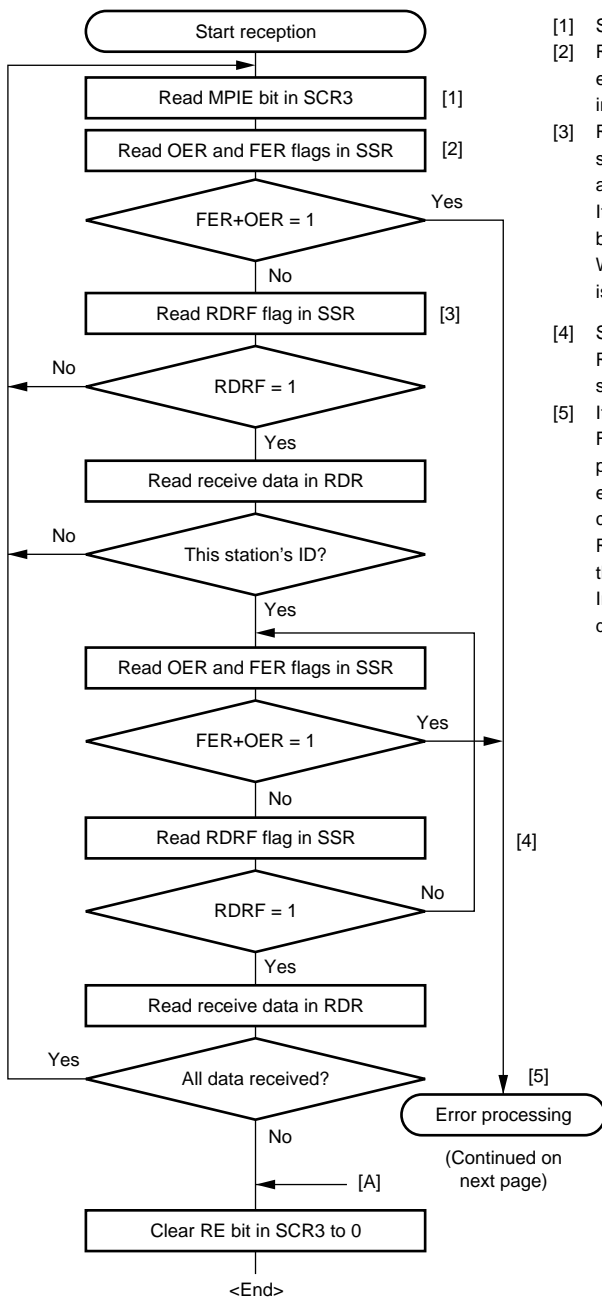 Start reception
Read MPIE bit in SCR3
[1]
Read OER and FER flags in SSR
[2]
FER+OER = 1
Yes
No
Read RDRF flag in SSR
[3]
RDRF = 1
No
Yes
Read receive data in RDR
This station's ID?
No
Yes
Read OER and FER flags in SSR
FER+OER = 1
Yes
No
Read RDRF flag in SSR
[4]
RDRF = 1
No
Yes
Read receive data in RDR
All data received?
Yes
No
[5]
Error processing
(Continued on
next page)
[A]
Clear RE bit in SCR3 to 0
<End>
[1]
[2]
[3]
[4]
[5]